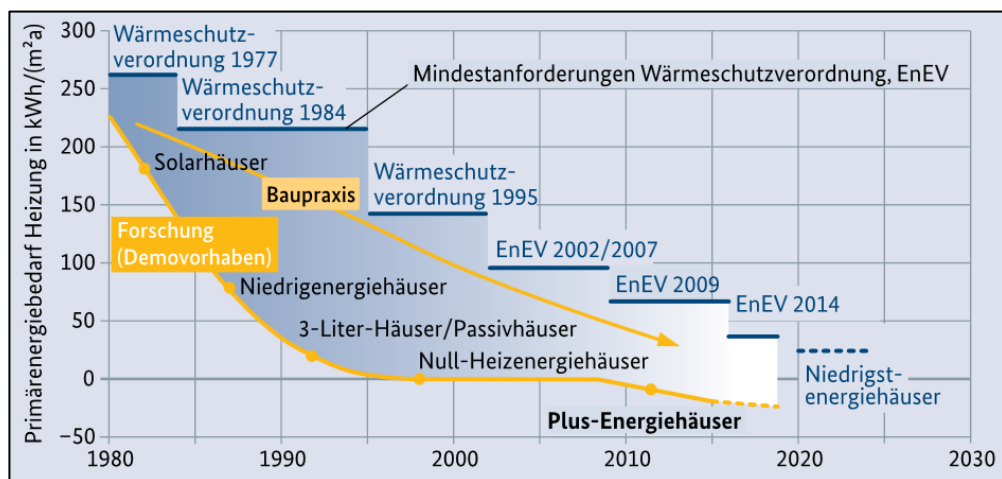 Primärenergiebedarf Heizung in kWh/(m²a)
300
250
200
150
100
50
0
−50
Wärmeschutz-
verordnung 1977
Wärmeschutz-
verordnung 1984
Mindestanforderungen Wärmeschutzverordnung, EnEV
Solarhäuser
Baupraxis
Wärmeschutz-
verordnung 1995
Forschung
(Demovorhaben)
EnEV 2002/2007
Niedrigenergiehäuser
EnEV 2009
EnEV 2014
3-Liter-Häuser/Passivhäuser
Null-Heizenergiehäuser
Niedrigst-
energiehäuser
Plus-Energiehäuser
1980
1990
2000
2010
2020
2030